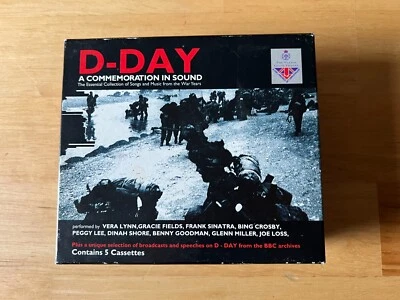 D-DAY
A COMMEMORATION IN SOUND
The Essential Collection of Songs and Music from the War Years
performed by VERA LYNN,GRACIE FIELDS, FRANK SINATRA, BING CROSBY,
PEGGY LEE, DINAH SHORE, BENNY GOODMAN, GLENN MILLER, JOE LOSS,
Plus a unique selection of broadcasts and speeches on D - DAY from the BBC archives
Contains 5 Cassettes